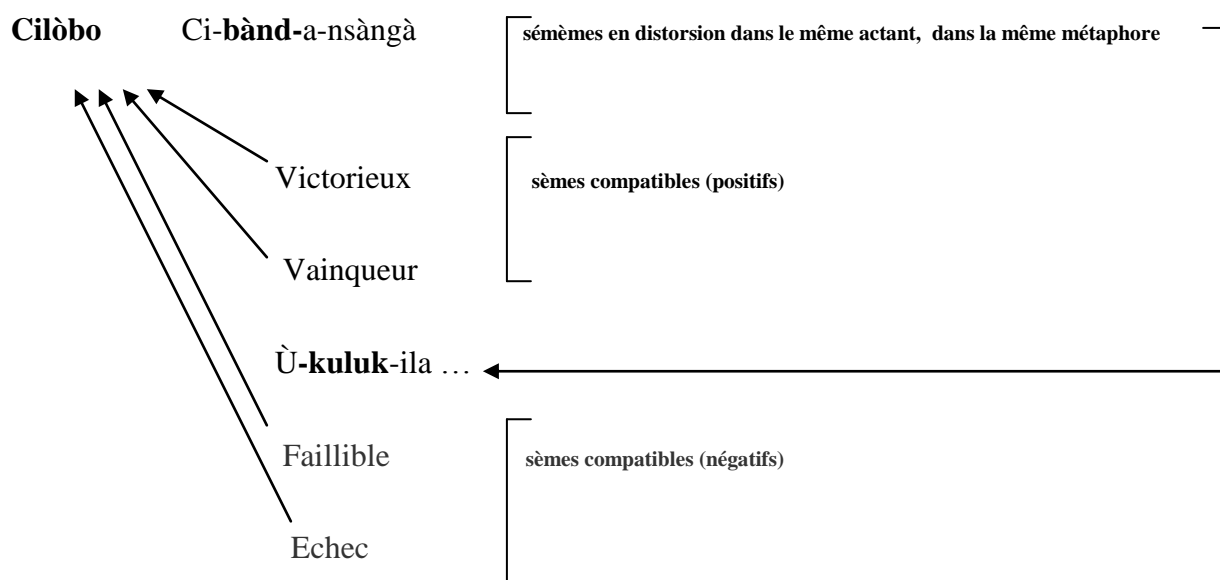 Cilòbo Ci-bànd-a-nsàngà sémèmes en distorsion dans le même actant, dans la même métaphore
Victorieux sèmes compatibles (positifs)
Vainqueur
Ù-kuluk-ila …
Faillible sèmes compatibles (négatifs)
Echec